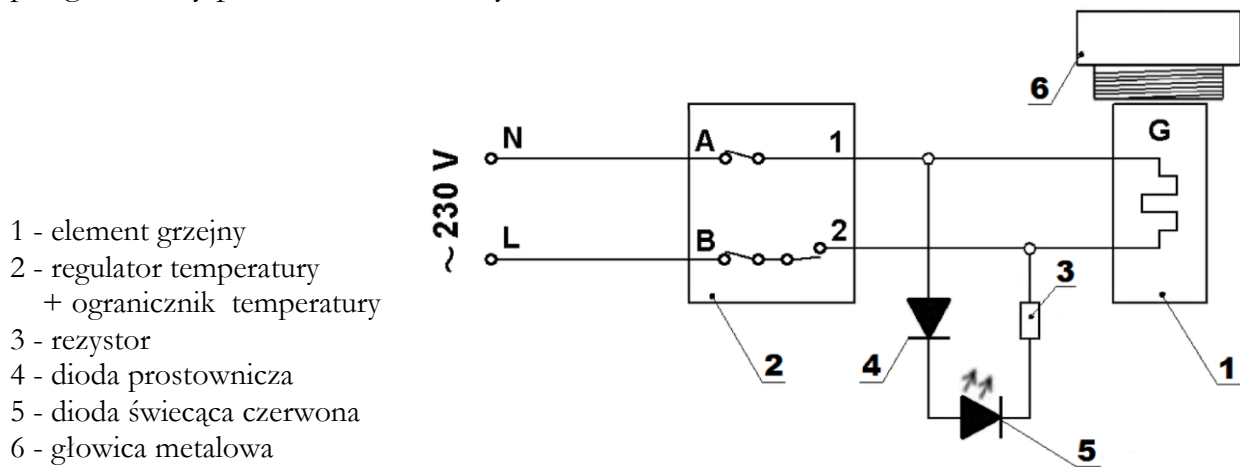 6
N
A
1
G
~230 V
L
B
2
3
2
4
1
5
1 - element grzejny
2 - regulator temperatury
+ ogranicznik temperatury
3 - rezystor
4 - dioda prostownicza
5 - dioda świecąca czerwona
6 - głowica metalowa